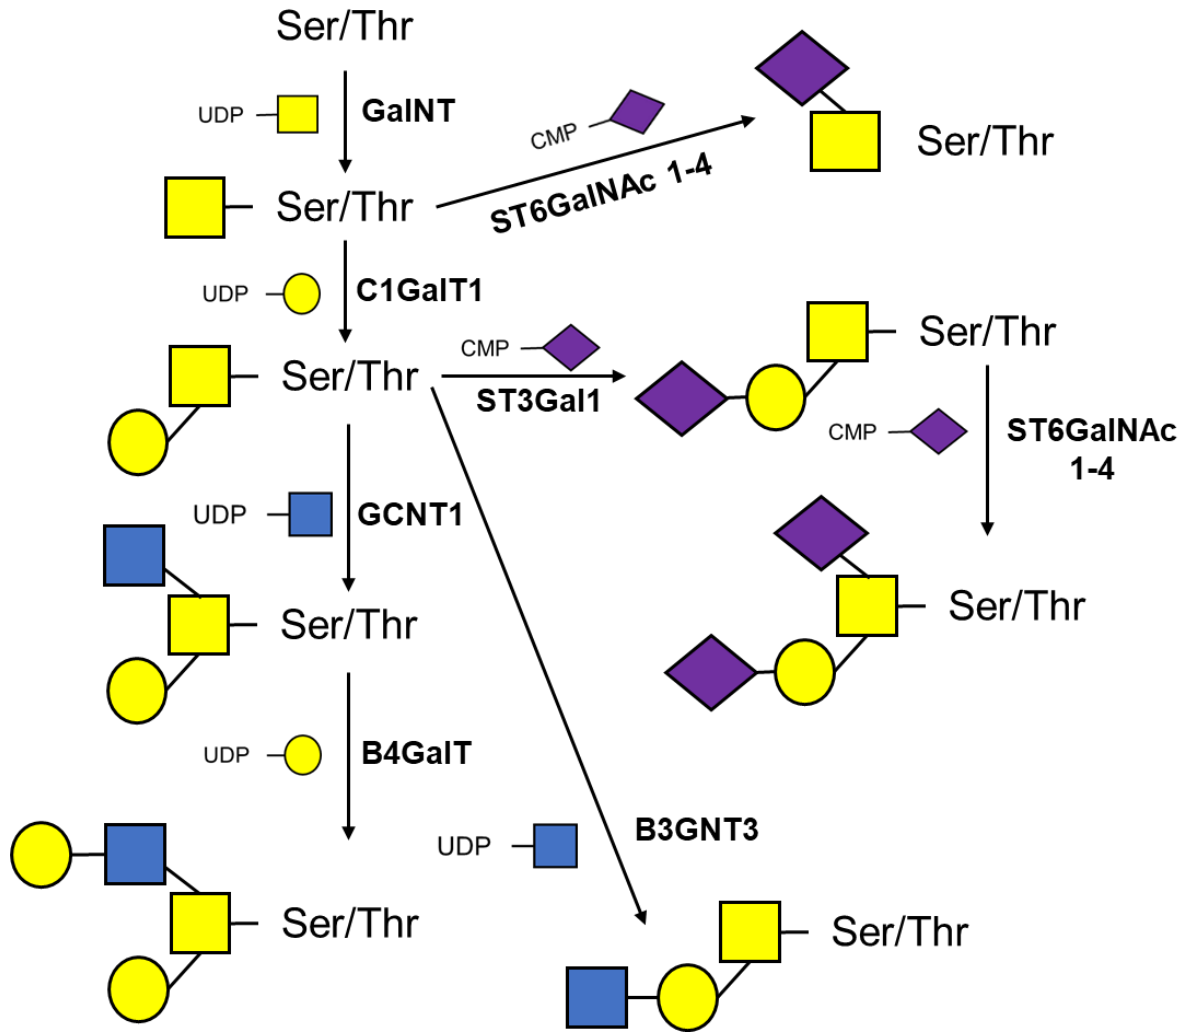 Ser/Thr
UDP
GalNT
CMP
ST6GalNAc 1-4
Ser/Thr
Ser/Thr
UDP
C1GalT1
Ser/Thr
CMP
ST3Gal1
Ser/Thr
CMP
ST6GalNAc
1-4
UDP
GCNT1
Ser/Thr
Ser/Thr
UDP
B4GalT
UDP
B3GNT3
Ser/Thr
Ser/Thr